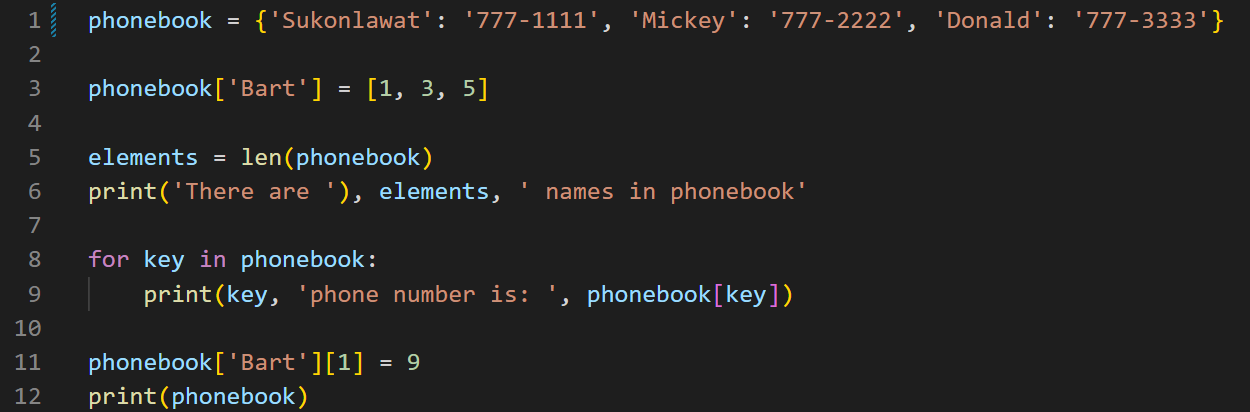 1 phonebook = {'Sukonlawat': '777-1111', 'Mickey': '777-2222', 'Donald': '777-3333'}
2
3 phonebook['Bart'] = [1, 3, 5]
4
5 elements = len(phonebook)
6 print('There are '), elements, ' names in phonebook'
7
8 for key in phonebook:
9     print(key, 'phone number is: ', phonebook[key])
10
11 phonebook['Bart'][1] = 9
12 print(phonebook)